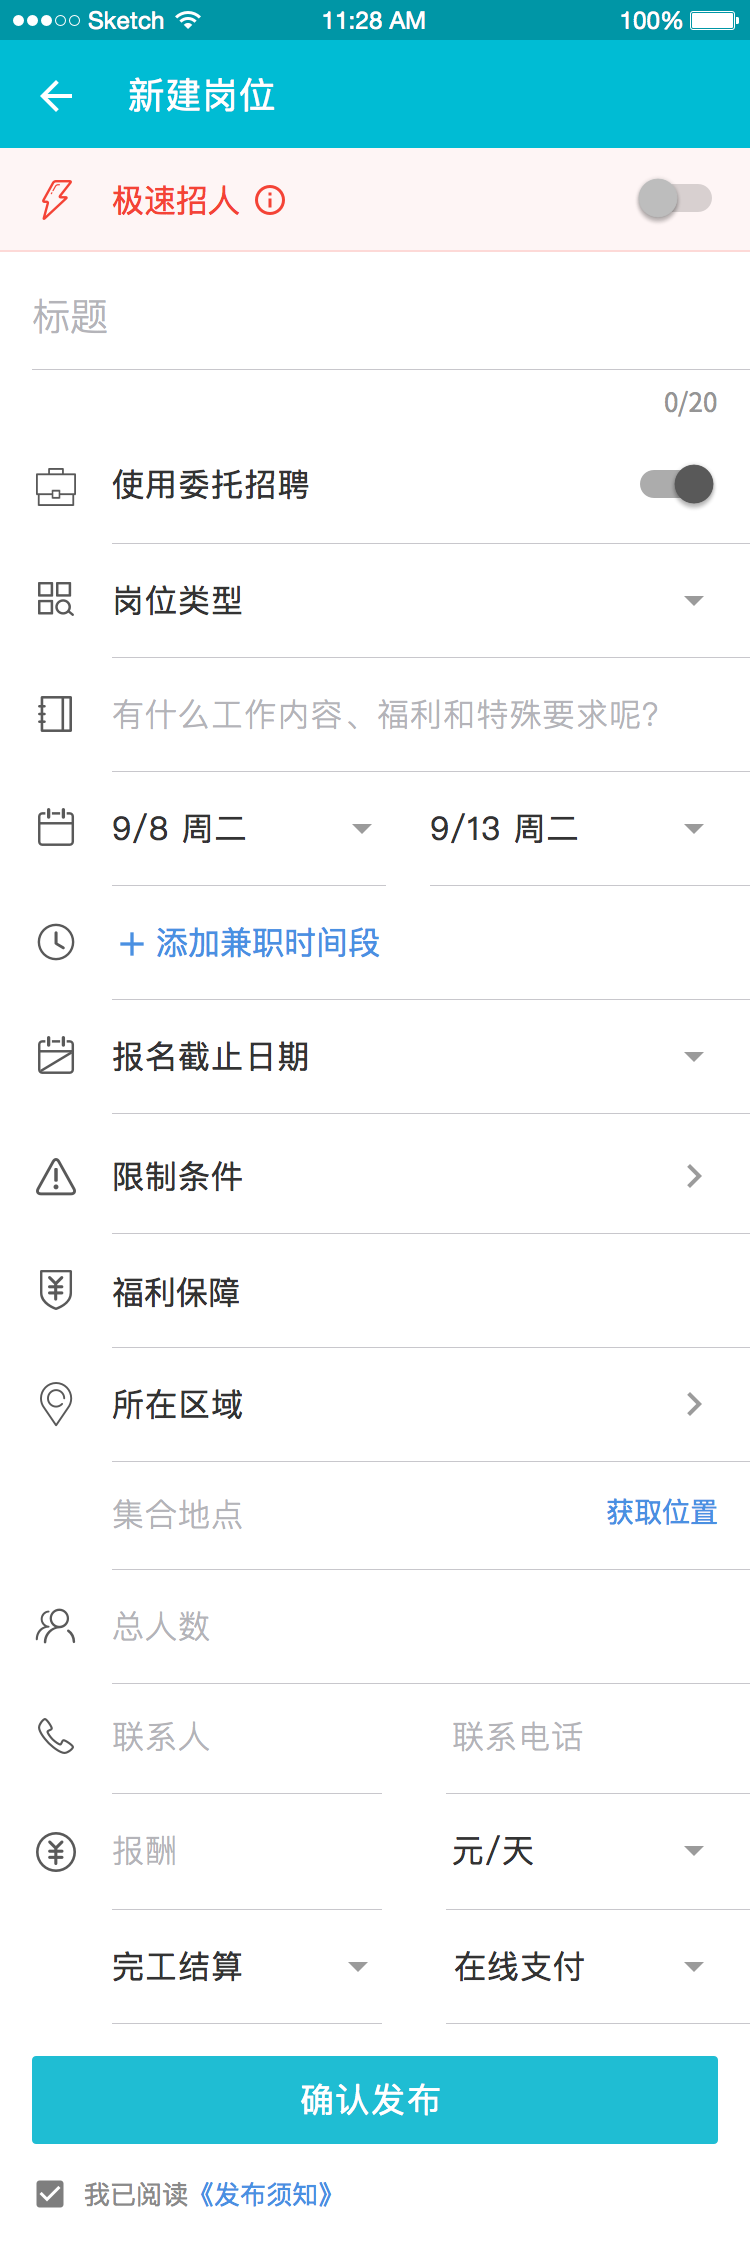 Sketch 11:28 AM 100%
新建岗位
极速招人
标题
0/20
使用委托招聘
岗位类型
有什么工作内容、福利和特殊要求呢?
9/8 周二 9/13 周二
+ 添加兼职时间段
报名截止日期
限制条件
福利保障
所在区域
集合地点 获取位置
总人数
联系人 联系电话
报酬 元/天
完工结算 在线支付
确认发布
我已阅读《发布须知》